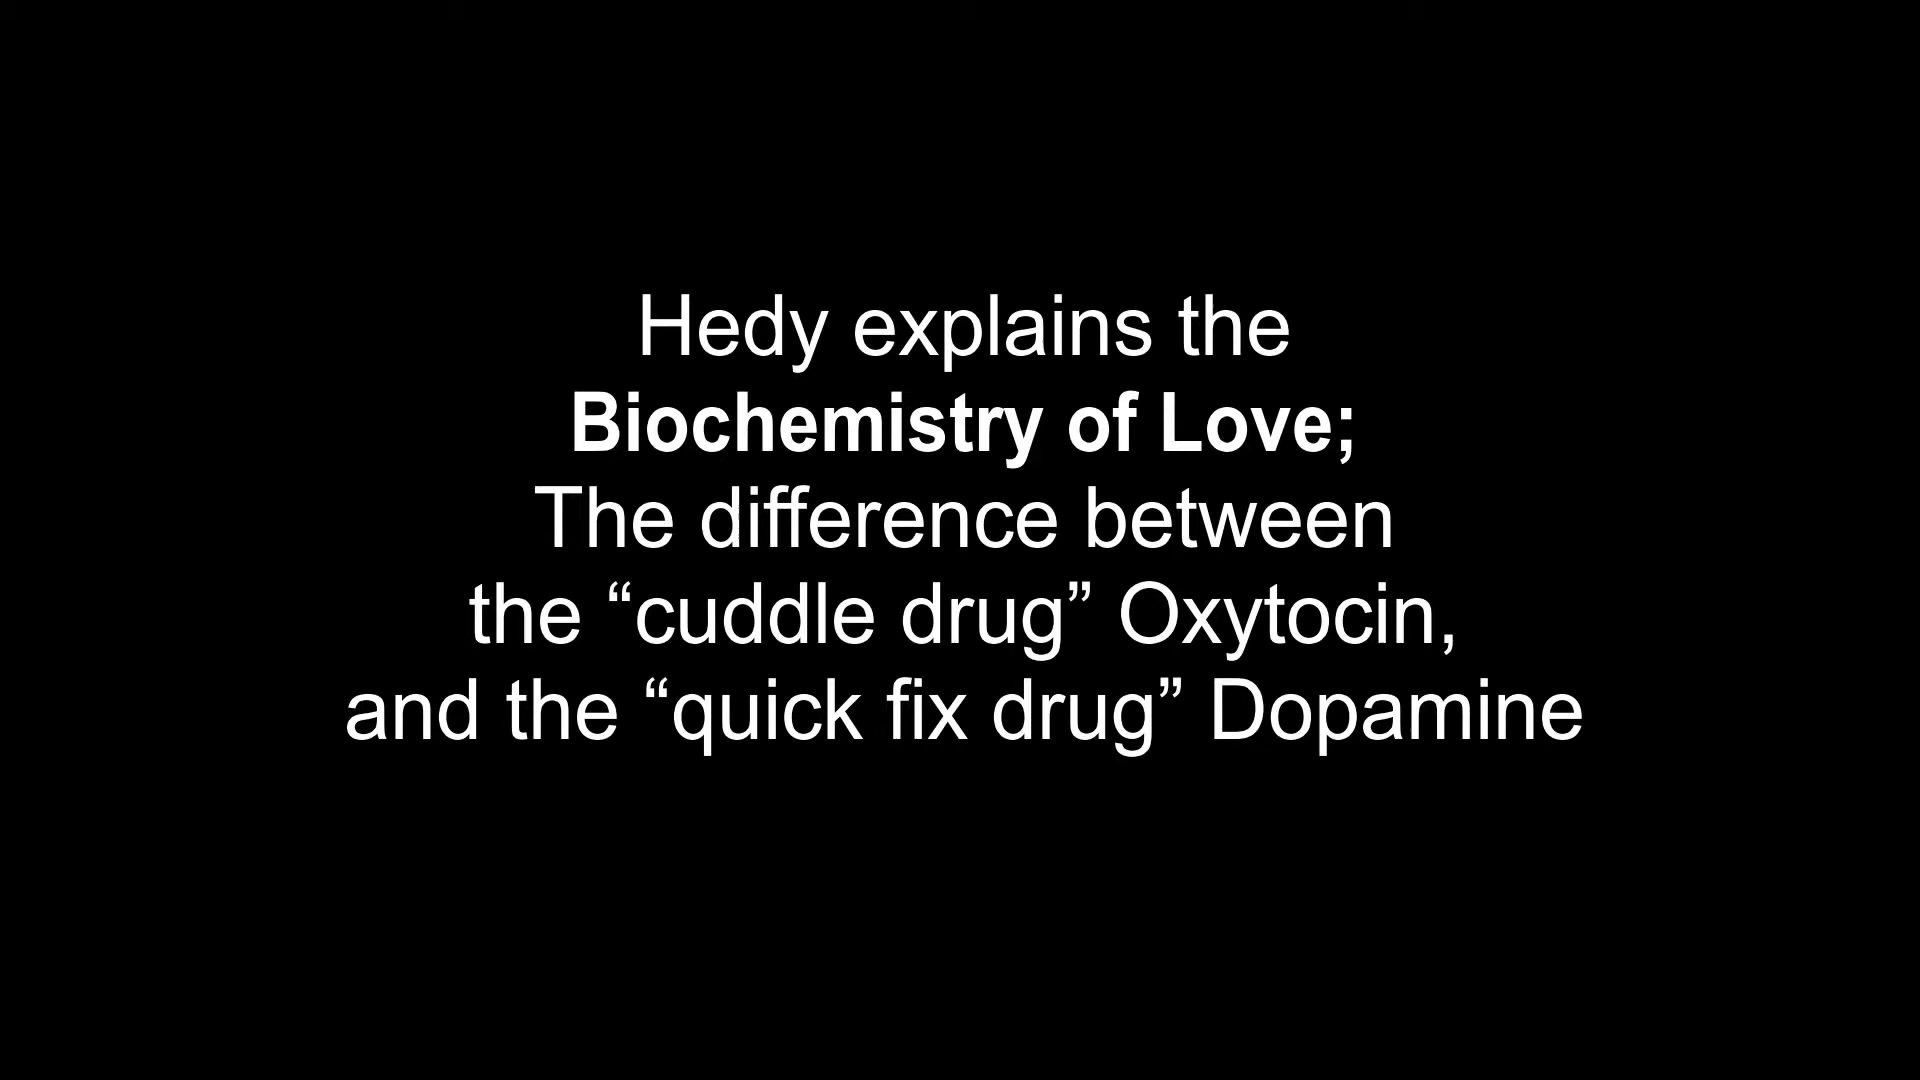 Hedy explains the
Biochemistry of Love;
The difference between
the “cuddle drug” Oxytocin,
and the “quick fix drug” Dopamine